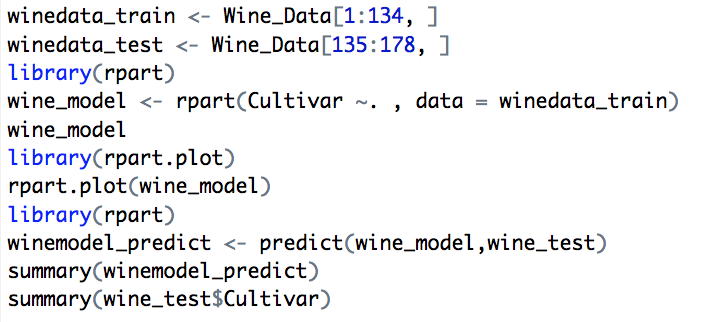 winedata_train <- Wine_Data[1:134, ]
winedata_test <- Wine_Data[135:178, ]
library(rpart)
wine_model <- rpart(Cultivar ~. , data = winedata_train)
wine_model
library(rpart.plot)
rpart.plot(wine_model)
library(rpart)
winemodel_predict <- predict(wine_model,wine_test)
summary(winemodel_predict)
summary(wine_test$Cultivar)